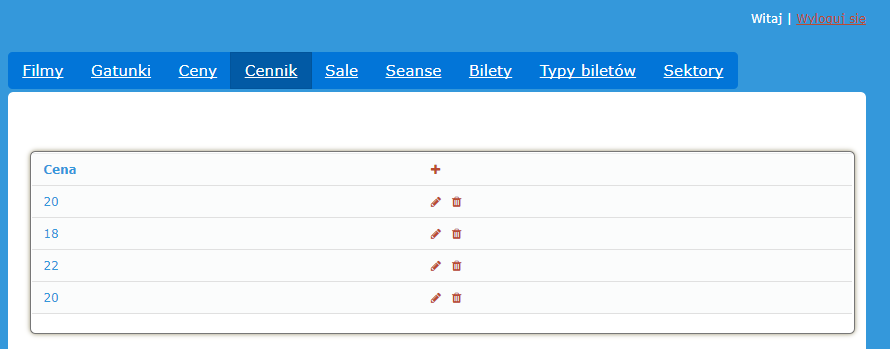 Witaj | Wyloguj się
Filmy Gatunki Ceny Cennik Sale Seanse Bilety Typy biletów Sektory
Cena
20
18
22
20